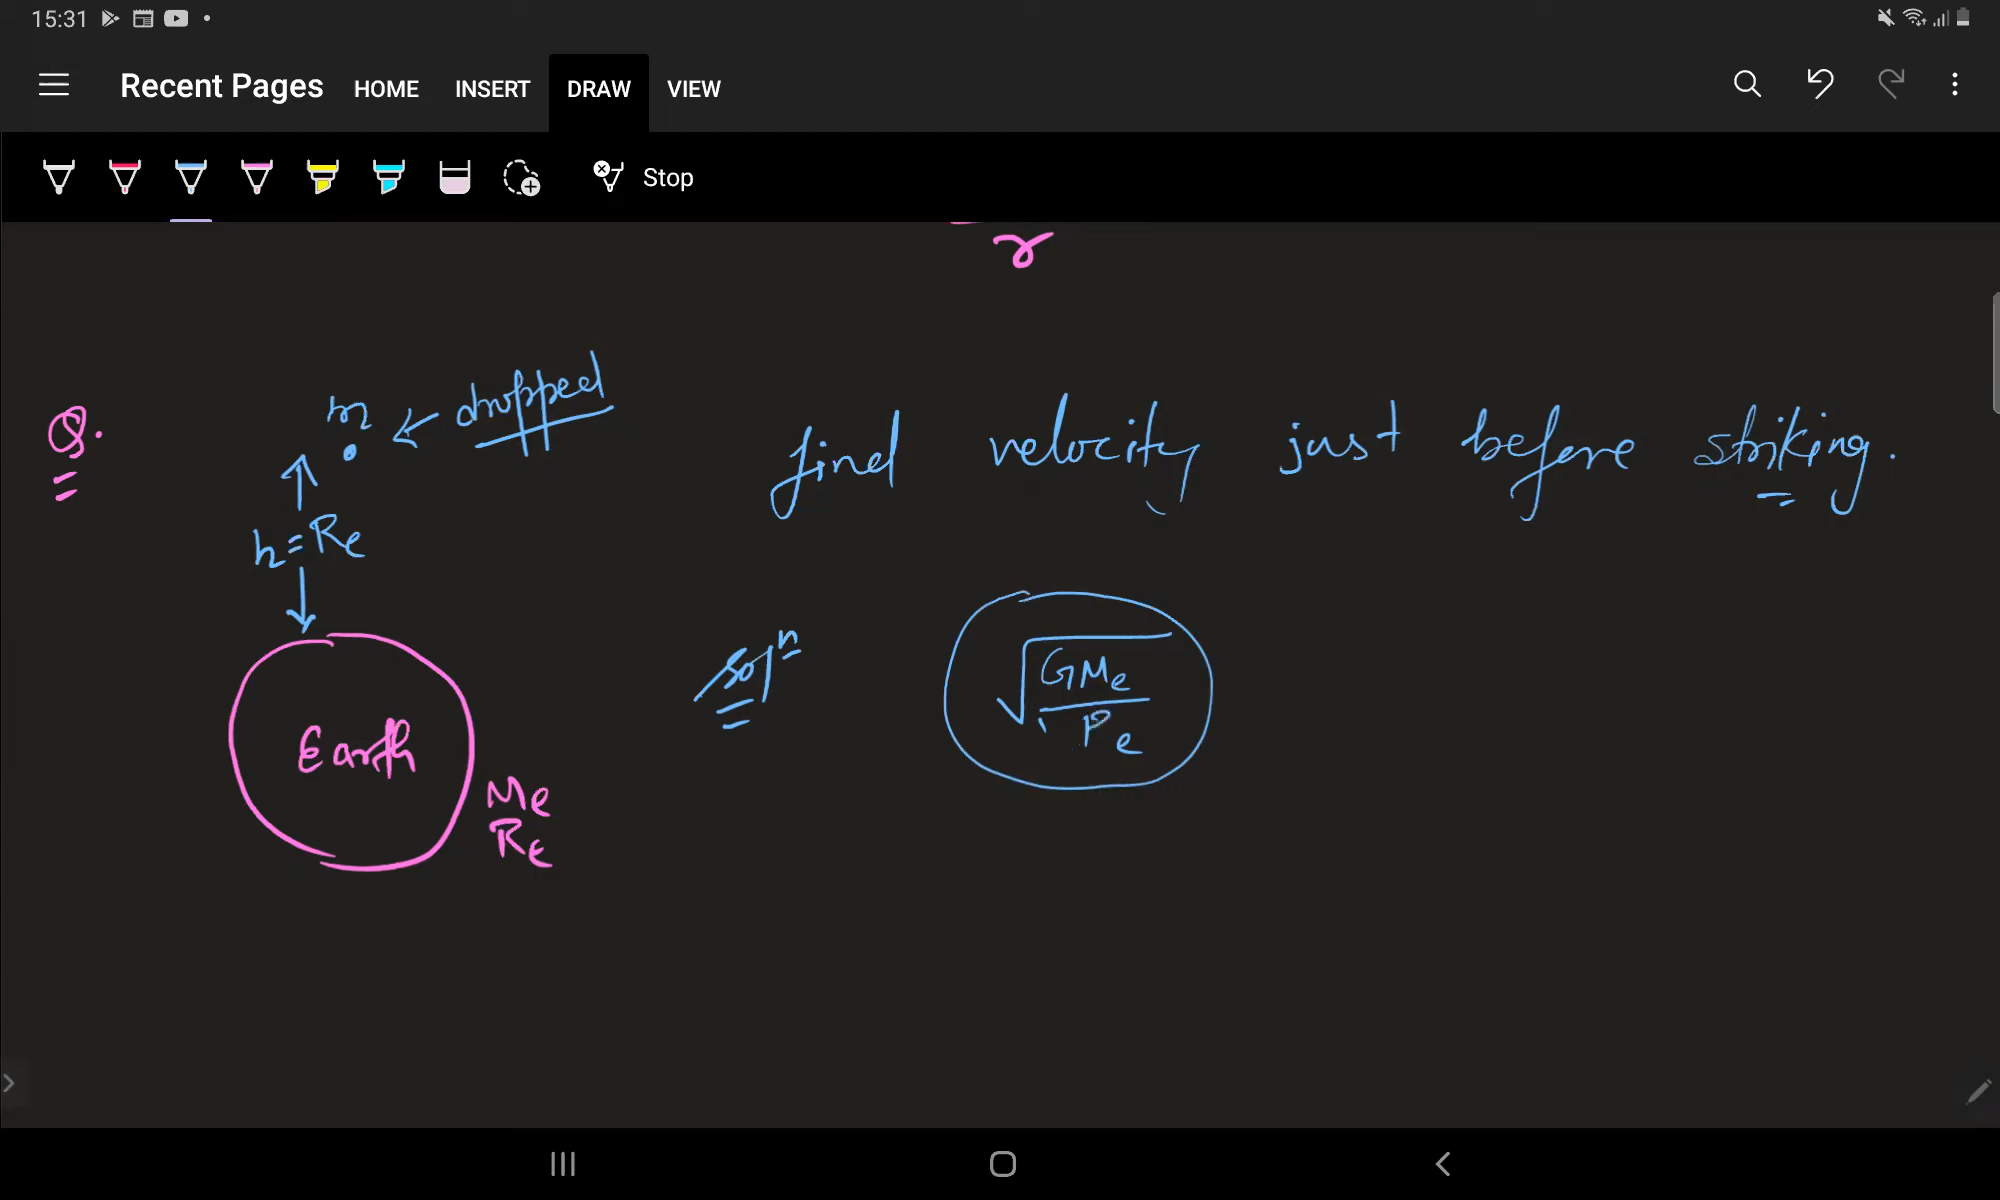 15:31
Recent Pages HOME INSERT DRAW VIEW
Stop
r
Q. m ← dropped find velocity just before striking.
h = Re
Solⁿ √(GMe/Re)
Earth
Me
Re